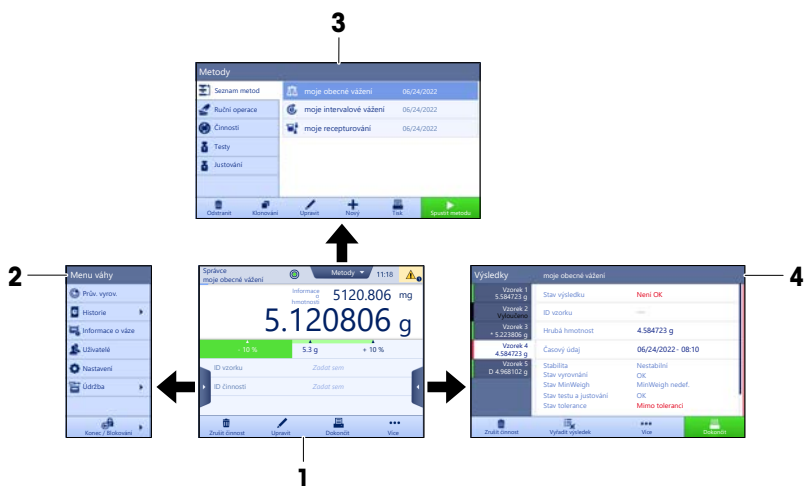 3
Metody
Seznam metod
Ruční operace
Činnosti
Testy
Justování
moje obecné vážení 06/24/2022
moje intervalové vážení 06/24/2022
moje recepturování 06/24/2022
Odstranit Klonování Upravit Nový Tisk Spustit metodu
2
Menu váhy
Prův. vyrov.
Historie
Informace o váze
Uživatelé
Nastavení
Údržba
Konec / Blokování
Správce
moje obecné vážení
Metody
11:18
Informace
o
hmotnosti
5120.806 mg
5.120806 g
- 10 % 5.3 g + 10 %
ID vzorku Zadat sem
ID činnosti Zadat sem
Zrušit činnost Upravit Dokončit Více
1
4
Výsledky moje obecné vážení
Vzorek 1
5.584723 g
Vzorek 2
Vyloučeno
Vzorek 3
* 5.223806 g
Vzorek 4
4.584723 g
Vzorek 5
D 4.968102 g
Stav výsledku Není OK
ID vzorku ---
Hrubá hmotnost 4.584723 g
Časový údaj 06/24/2022 - 08:10
Stabilita Nestabilní
Stav vyrovnání OK
Stav MinWeigh MinWeigh nedef.
Stav testu a justování OK
Stav tolerance Mimo toleranci
Zrušit činnost Vyřadit výsledek Více Dokončit